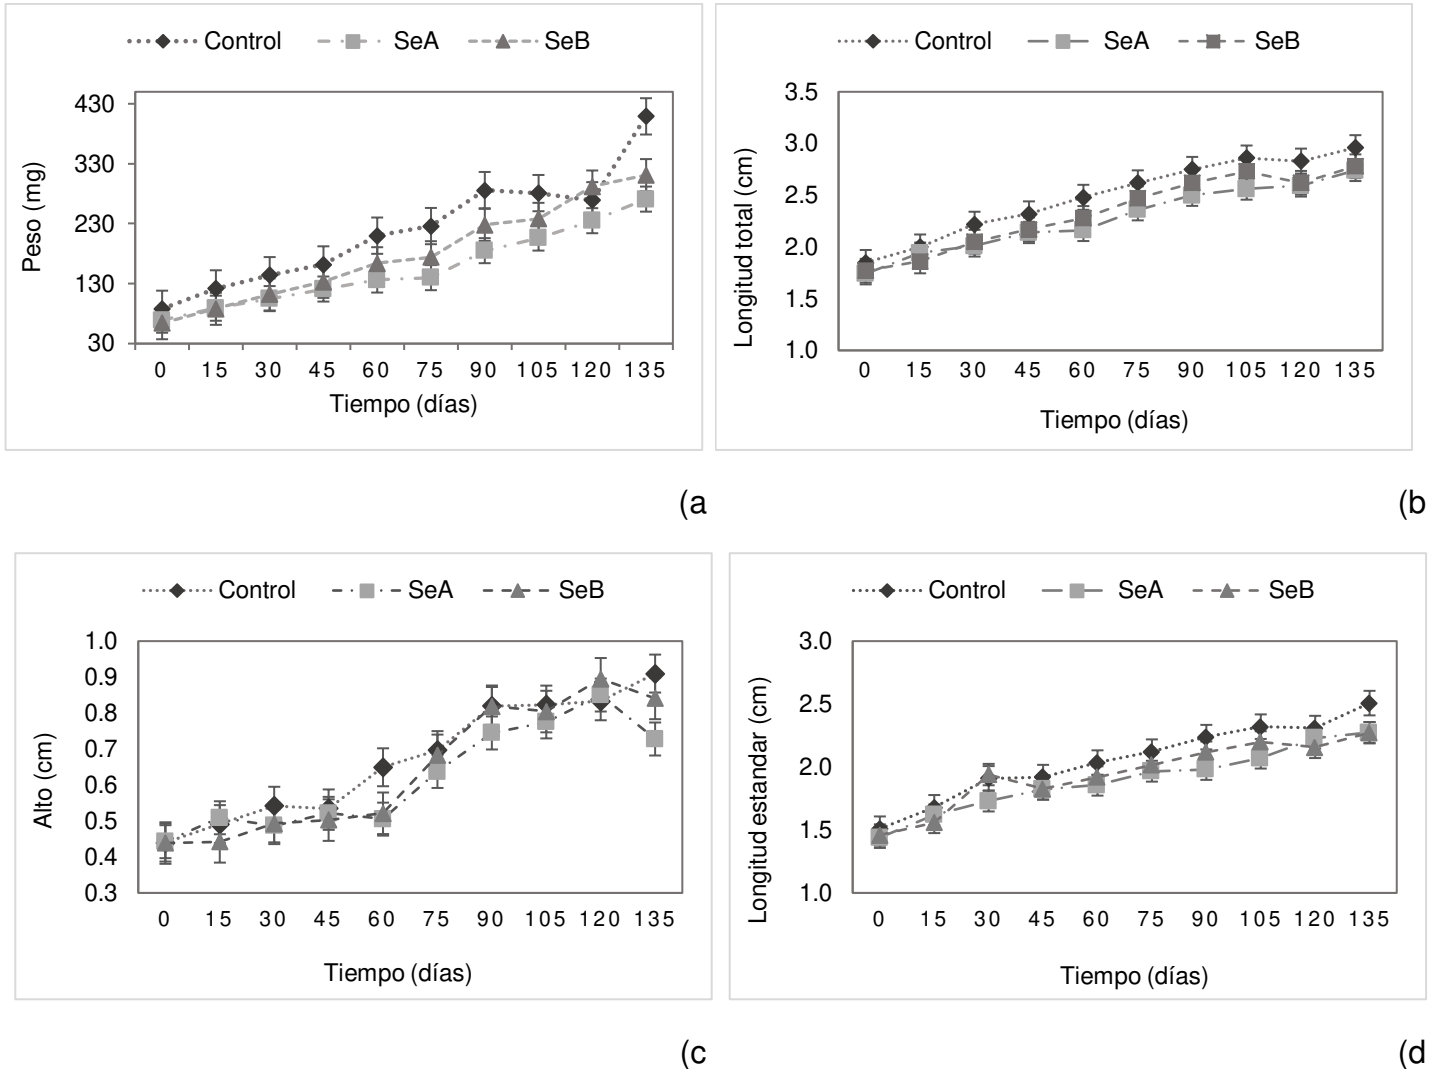 Control SeA SeB
430
330
230
130
30
Peso (mg)
0 15 30 45 60 75 90 105 120 135
Tiempo (días)
(a
Control SeA SeB
3.5
3.0
2.5
2.0
1.5
1.0
Longitud total (cm)
0 15 30 45 60 75 90 105 120 135
Tiempo (días)
(b
Control SeA SeB
1.0
0.9
0.8
0.7
0.6
0.5
0.4
0.3
Alto (cm)
0 15 30 45 60 75 90 105 120 135
Tiempo (días)
(c
Control SeA SeB
3.0
2.5
2.0
1.5
1.0
Longitud estandar (cm)
0 15 30 45 60 75 90 105 120 135
Tiempo (días)
(d